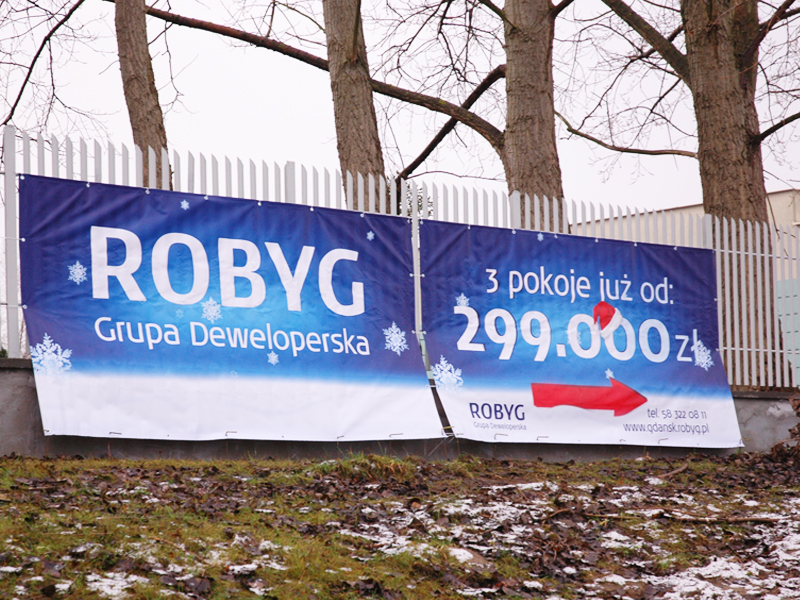 ROBYG
Grupa Deweloperska
3 pokoje już od:
299.000 zł
ROBYG
Grupa Deweloperska
tel. 58 322 08 11
www.gdansk.robyg.pl